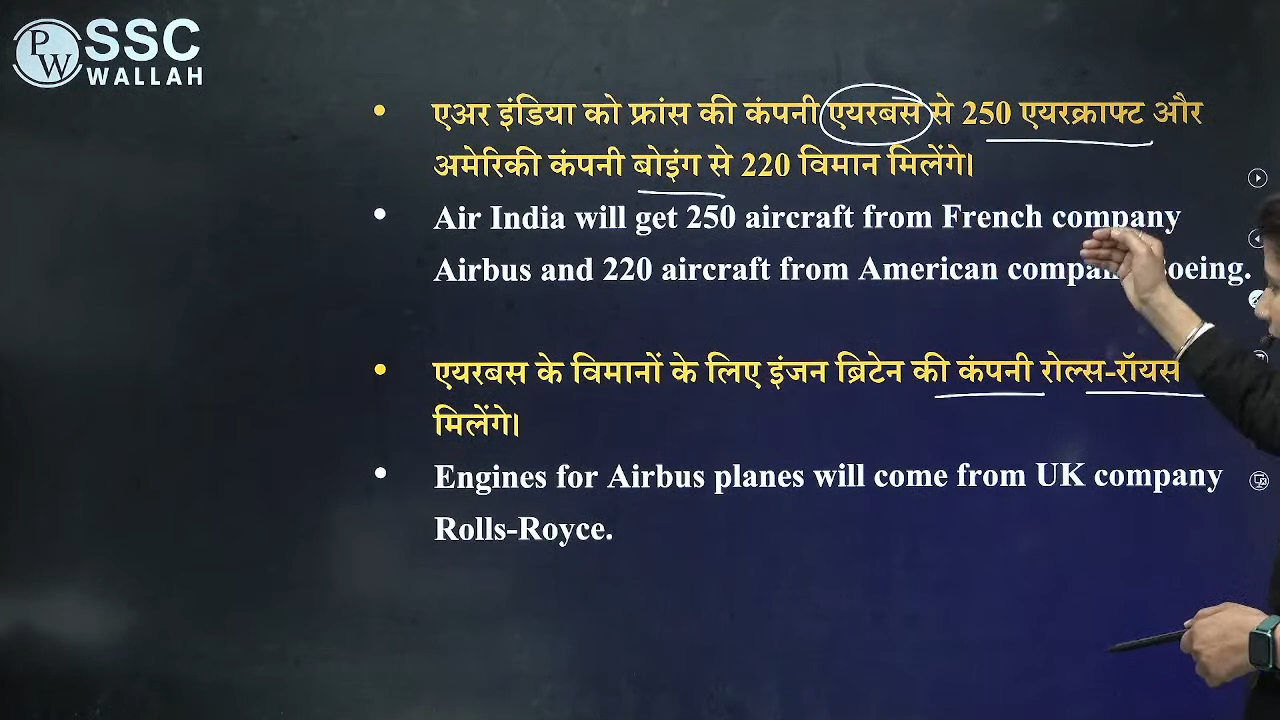 PW
SSC
WALLAH
• एअर इंडिया को फ्रांस की कंपनी एयरबस से 250 एयरक्राफ्ट और
अमेरिकी कंपनी बोइंग से 220 विमान मिलेंगे।
• Air India will get 250 aircraft from French company
Airbus and 220 aircraft from American
• एयरबस के विमानों के लिए इंजन ब्रिटेन की कंपनी रोल्स-रॉयस
मिलेंगे।
• Engines for Airbus planes will come from UK company
Rolls-Royce.